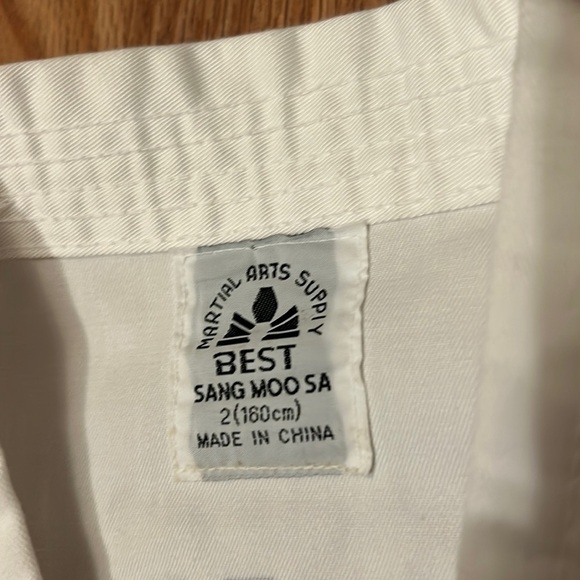 MARTIAL ARTS SUPPLY
BEST
SANG MOO SA
2(160cm)
MADE IN CHINA